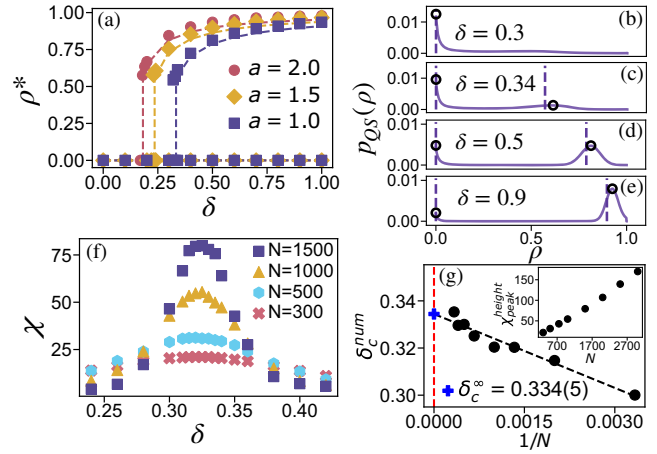 (a)
ρ*
1.00
0.75
0.50
0.25
0.00
a = 2.0
a = 1.5
a = 1.0
0.00 0.25 0.50 0.75 1.00
δ
p_QS(ρ)
0.01
0.00
δ = 0.3
(b)
0.01
0.00
δ = 0.34
(c)
0.01
0.00
δ = 0.5
(d)
0.01
0.00
δ = 0.9
(e)
0.0 0.5 1.0
ρ
(f)
χ
75
50
25
N=1500
N=1000
N=500
N=300
0.25 0.30 0.35 0.40
δ
(g)
δ_c^num
0.34
0.32
0.30
δ_c^∞ = 0.334(5)
0.0000 0.0015 0.0030
1/N
χ_peak^height
150
100
50
700 1700 2700
N